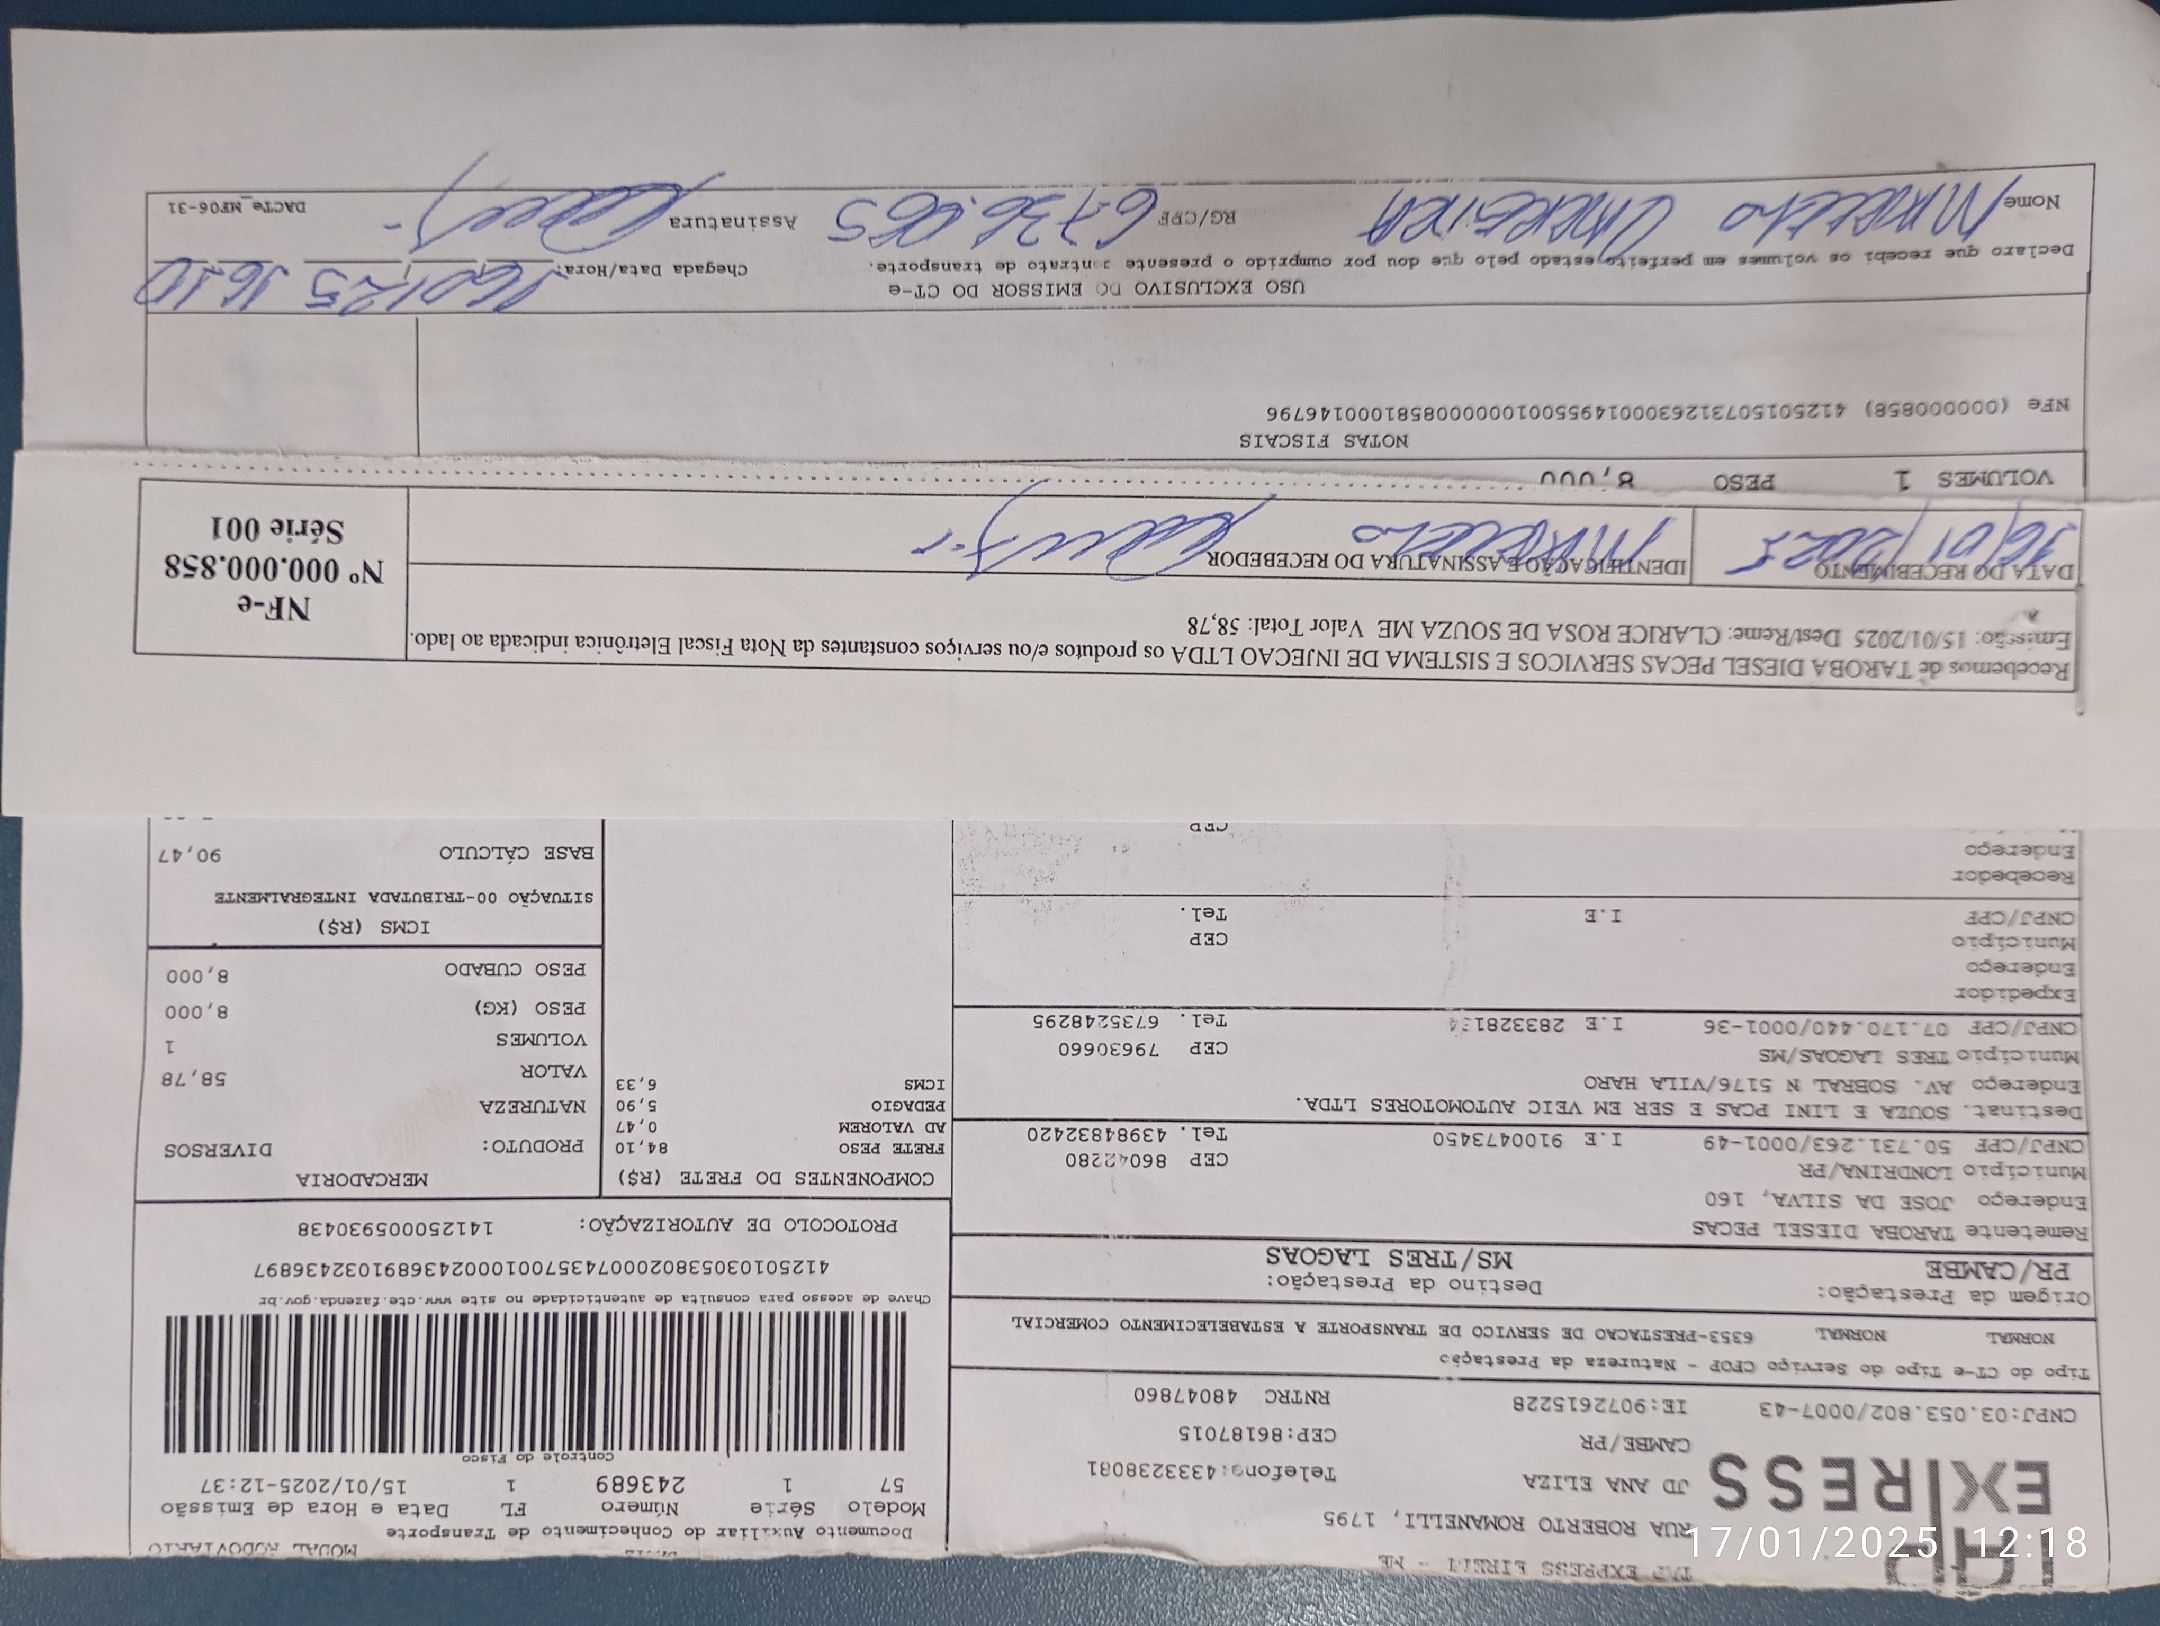 EXPRESS EIRELI - ME
RUA ROBERTO ROMANELLI, 1795
JD ANA ELIZA Telefone:4333238081
CAMBE/PR CEP:86187015
EXPRESS
CNPJ:03.053.802/0007-43 IE:9072615228 RNTRC 48047860
MODAL RODOVIÁRIO
Documento Auxiliar do Conhecimento de Transporte
Modelo Série Número FL Data e Hora de Emissão
57 1 243689 1 15/01/2025-12:37
Controle do Fisco
Chave de acesso para consulta de autenticidade no site www.cte.fazenda.gov.br
41250103053802000743570010002436891032436897
PROTOCOLO DE AUTORIZAÇÃO: 141250005930438
Tipo do CT-e Tipo do Serviço CFOP - Natureza da Prestação
NORMAL NORMAL 6353-PRESTACAO DE SERVICO DE TRANSPORTE A ESTABELECIMENTO COMERCIAL
Origem da Prestação: Destino da Prestação:
PR/CAMBE MS/TRES LAGOAS
Remetente TAROBA DIESEL PECAS
Endereço JOSE DA SILVA, 160
Município LONDRINA/PR CEP 86042280
CNPJ/CPF 50.731.263/0001-49 I.E 9100473450 Tel. 43984832420
Destinat. SOUZA E LINI PCAS E SER EM VEIC AUTOMOTORES LTDA.
Endereço AV. SOBRAL N 5176/VILA HARO
Município TRES LAGOAS/MS CEP 79630660
CNPJ/CPF 07.170.440/0001-36 I.E Tel. 6735248295
Expedidor
Endereço
Município CEP
CNPJ/CPF I.E Tel.
Recebedor
Endereço
CEP
COMPONENTES DO FRETE (R$)
FRETE PESO 84,10
AD VALOREM 0,47
PEDAGIO 5,90
ICMS 6,33
MERCADORIA
PRODUTO: DIVERSOS
NATUREZA
VALOR 58,78
VOLUMES 1
PESO (KG) 8,000
PESO CUBADO 8,000
ICMS (R$)
SITUAÇÃO 00-TRIBUTADA INTEGRALMENTE
BASE CÁLCULO 90,47
Recebemos de TAROBA DIESEL PECAS SERVICOS E SISTEMA DE INJECAO LTDA os produtos e/ou serviços constantes da Nota Fiscal Eletrônica indicada ao lado.
Emissão: 15/01/2025 Dest/Reme: CLARICE ROSA DE SOUZA ME Valor Total: 58,78
DATA DO RECEBIMENTO IDENTIFICAÇÃO E ASSINATURA DO RECEBEDOR
16/01/2025 MARCELO
NF-e
Nº 000.000.858
Série 001
VOLUMES 1 PESO 8,000
NOTAS FISCAIS
NFe (000000858) 41250150731263000149550010000008581000146796
USO EXCLUSIVO DO EMISSOR DO CT-e
Declaro que recebi os volumes em perfeito estado pelo que dou por cumprido o presente contrato de transporte. Chegada Data/Hora: 16/01/25 16:10
Nome MARCELO RG/CPF Assinatura DACTe_MF06-31
17/01/2025 12:18